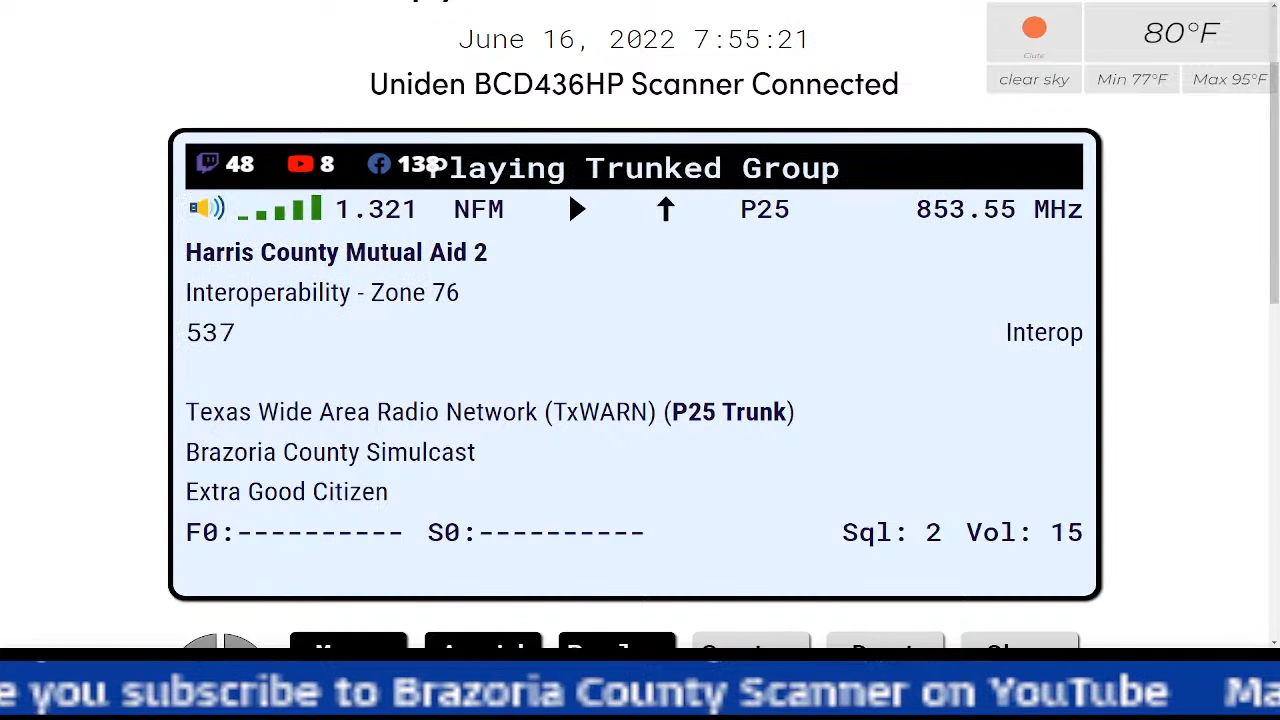 June 16, 2022 7:55:21
Uniden BCD436HP Scanner Connected
80°F
Clute
clear sky
Min 77°F
Max 95°F
48 8 138
Playing Trunked Group
1.321 NFM P25 853.55 MHz
Harris County Mutual Aid 2
Interoperability - Zone 76
537 Interop
Texas Wide Area Radio Network (TxWARN) (P25 Trunk)
Brazoria County Simulcast
Extra Good Citizen
F0:---------- S0:---------- Sql: 2 Vol: 15
e you subscribe to Brazoria County Scanner on YouTube Ma